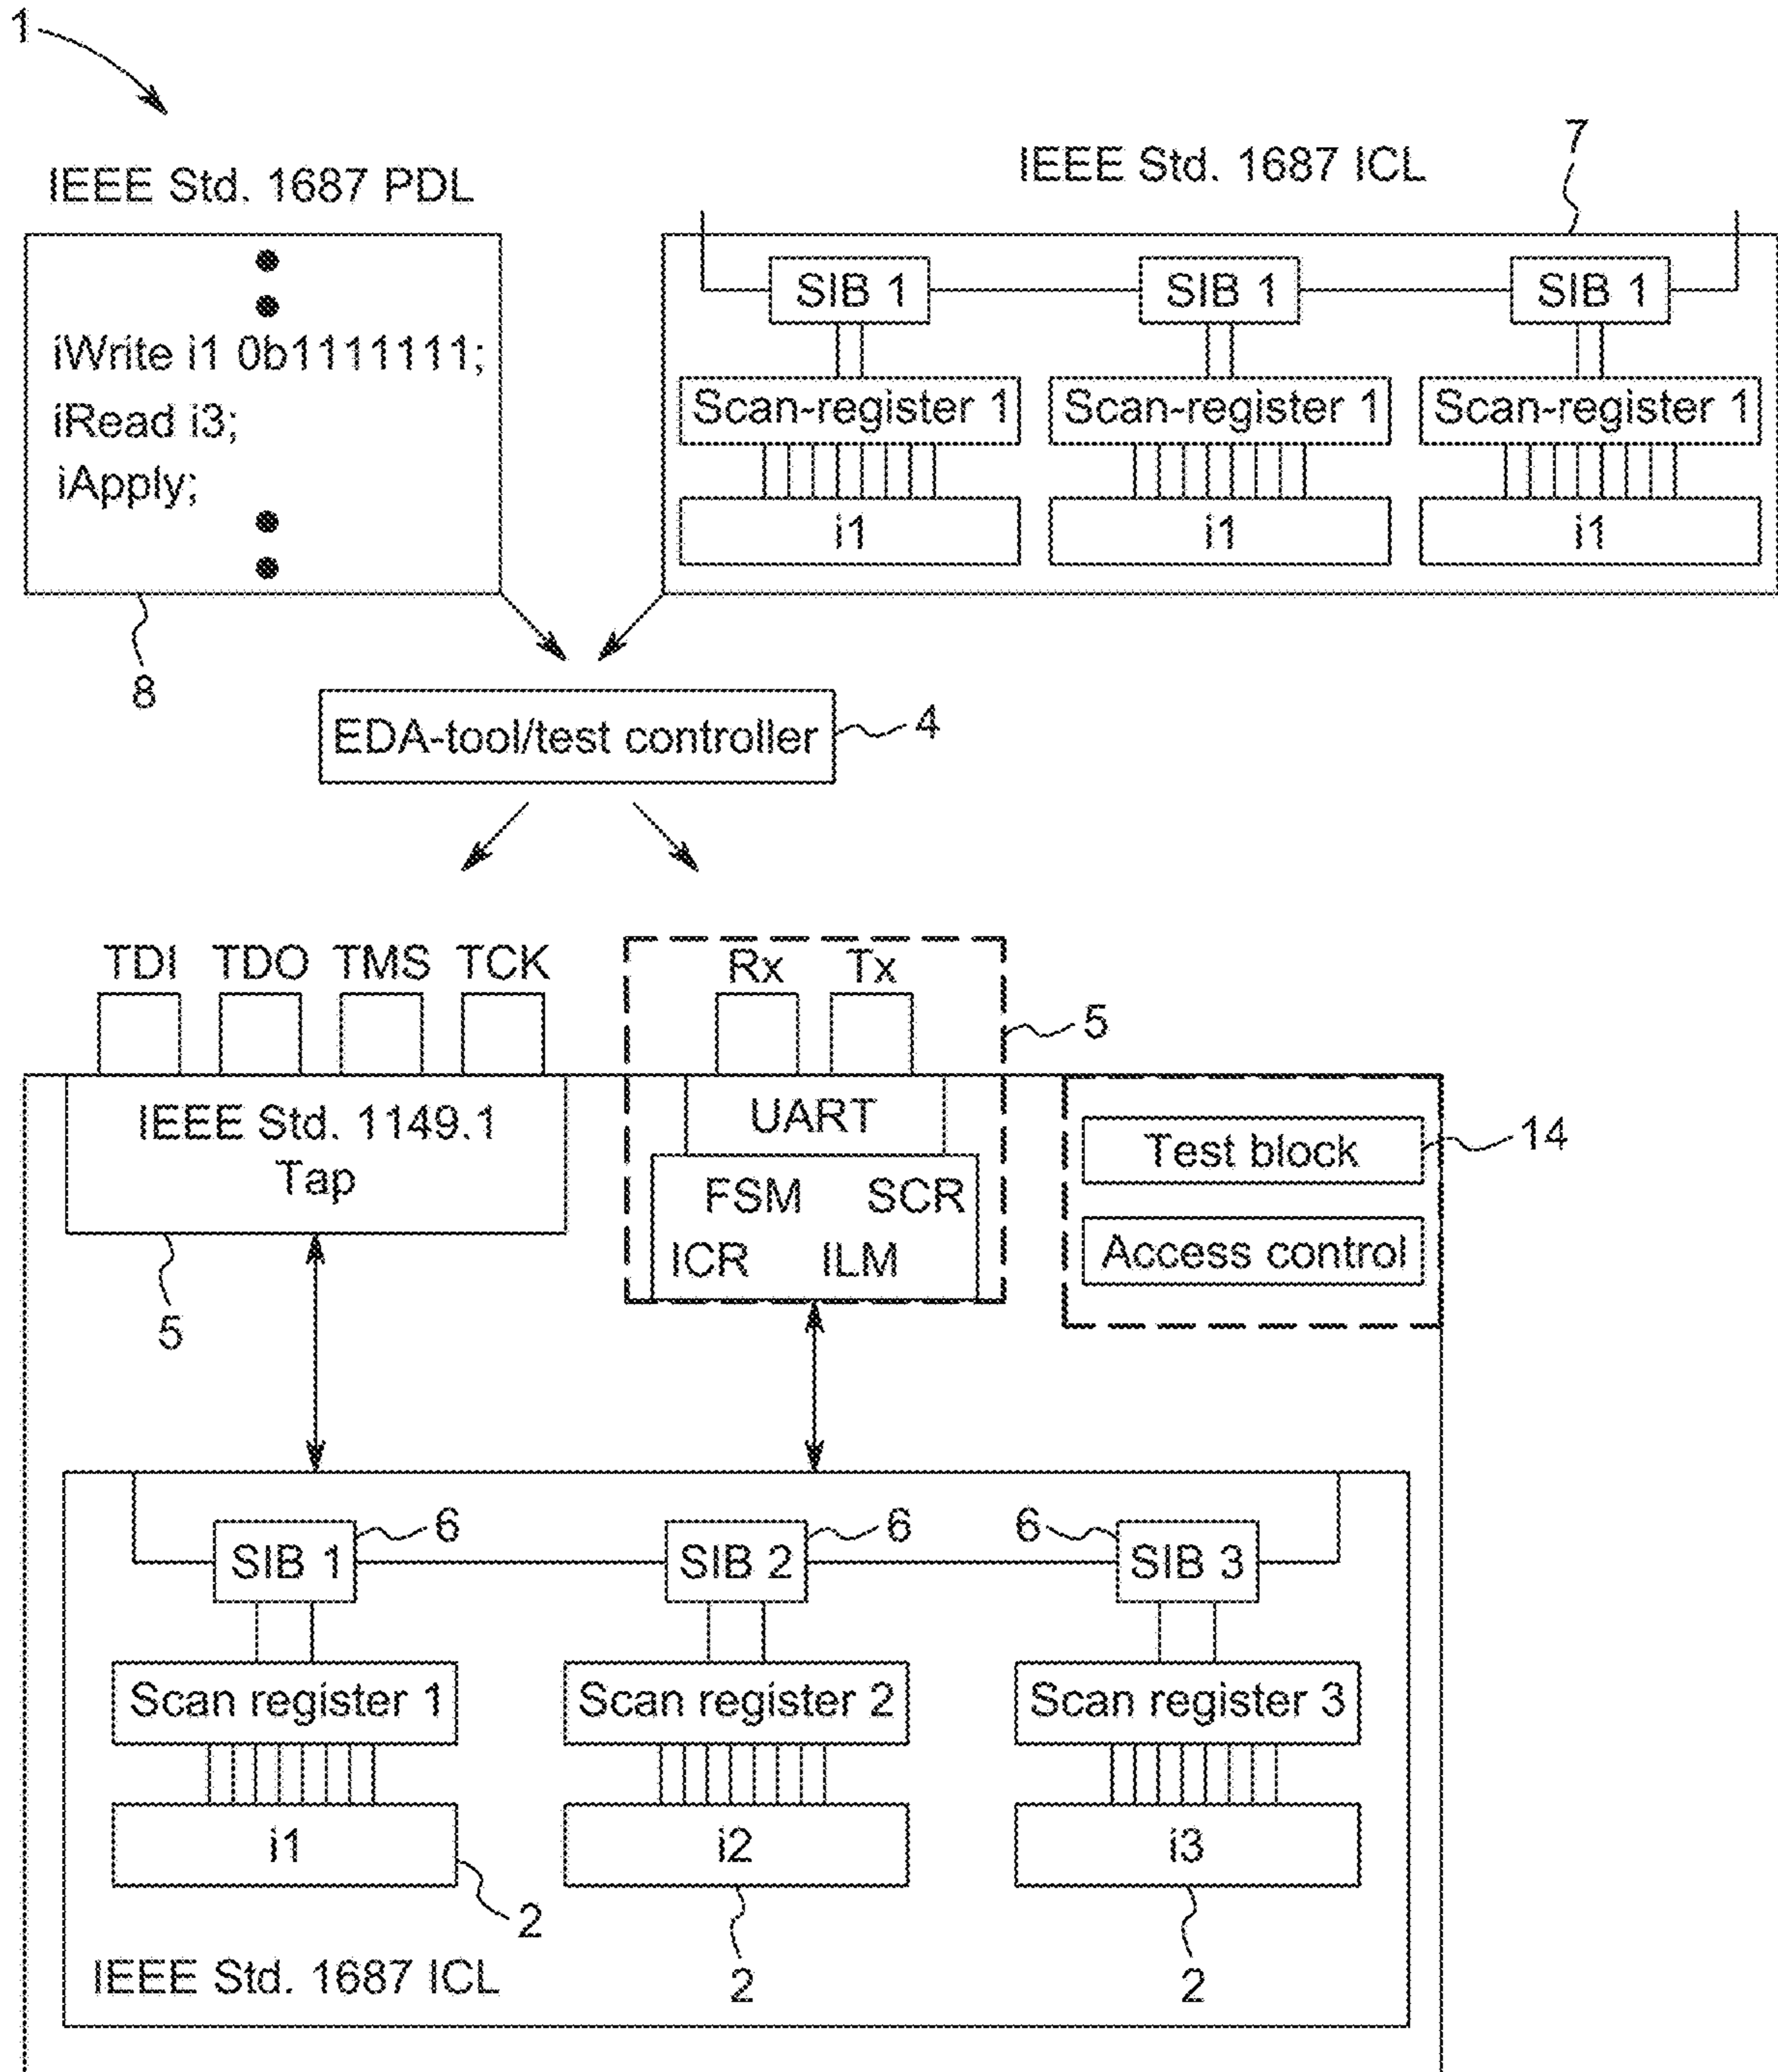 1
7
IEEE Std. 1687 PDL
IEEE Std. 1687 ICL
iWrite i1 0b1111111;
iRead i3;
iApply;
SIB 1 SIB 1 SIB 1
Scan-register 1 Scan-register 1 Scan-register 1
i1 i1 i1
8
EDA-tool/test controller 4
TDI TDO TMS TCK
Rx Tx
5
IEEE Std. 1149.1
Tap
5
UART
FSM SCR
ICR ILM
Test block 14
Access control
SIB 1 6 SIB 2 6 6 SIB 3
Scan register 1 Scan register 2 Scan register 3
i1 i2 i3
2 2 2
IEEE Std. 1687 ICL